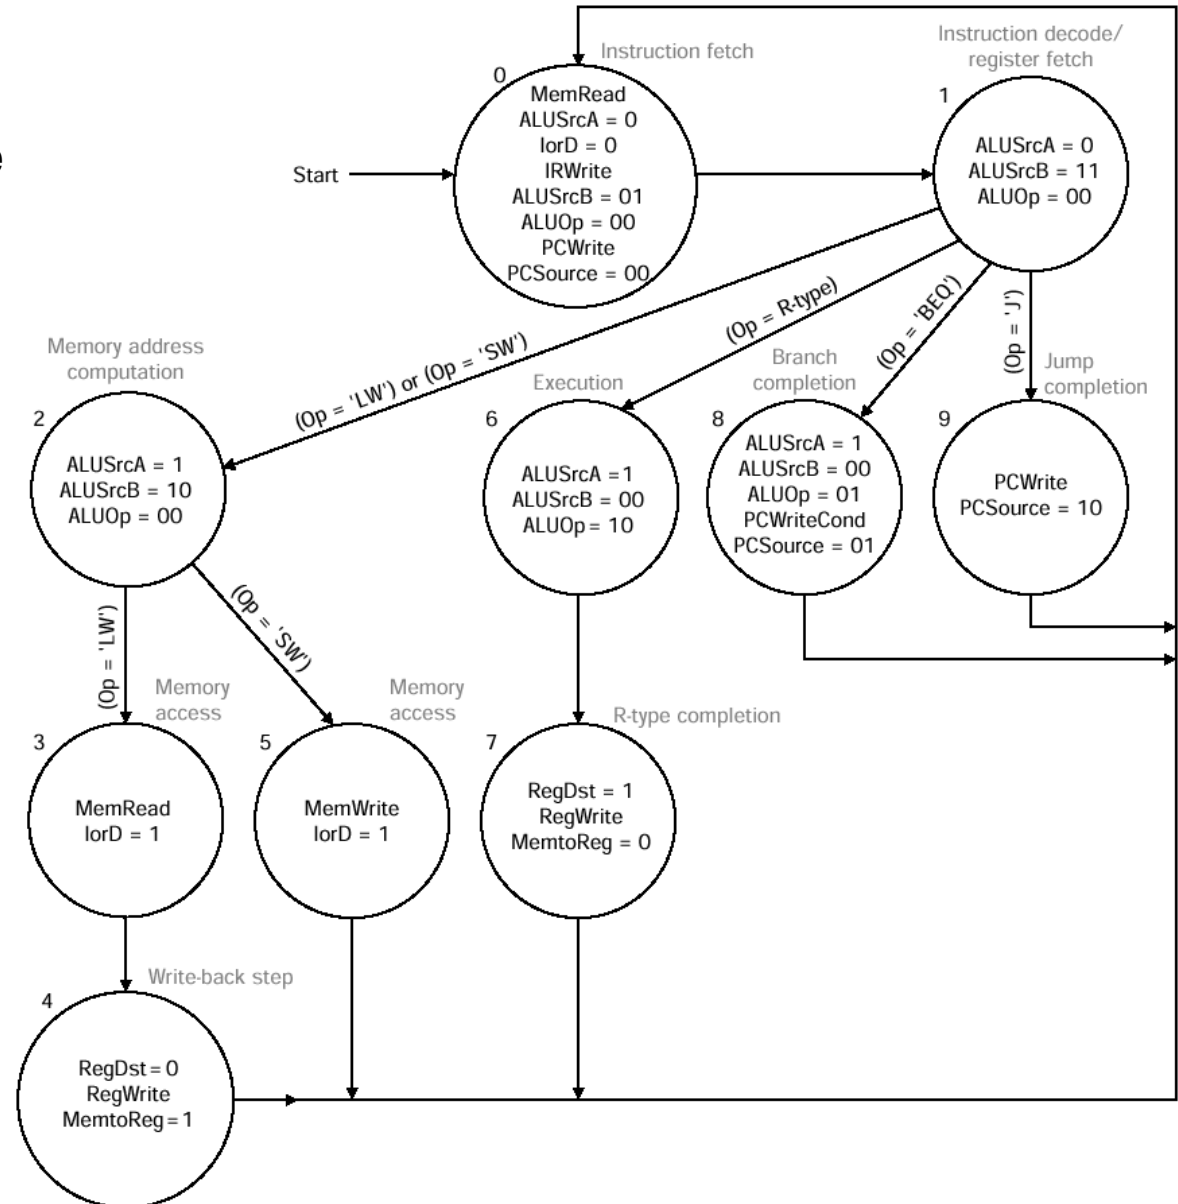 e
Start
0
Instruction fetch
MemRead
ALUSrcA = 0
IorD = 0
IRWrite
ALUSrcB = 01
ALUOp = 00
PCWrite
PCSource = 00
Instruction decode/
register fetch
1
ALUSrcA = 0
ALUSrcB = 11
ALUOp = 00
(Op = 'LW') or (Op = 'SW')
(Op = R-type)
(Op = 'BEQ')
(Op = 'J')
Memory address
computation
2
ALUSrcA = 1
ALUSrcB = 10
ALUOp = 00
Execution
6
ALUSrcA =1
ALUSrcB = 00
ALUOp= 10
Branch
completion
8
ALUSrcA = 1
ALUSrcB = 00
ALUOp = 01
PCWriteCond
PCSource = 01
Jump
completion
9
PCWrite
PCSource = 10
(Op = 'LW')
(Op = 'SW')
Memory
access
3
MemRead
IorD = 1
Memory
access
5
MemWrite
IorD = 1
R-type completion
7
RegDst = 1
RegWrite
MemtoReg = 0
Write-back step
4
RegDst=0
RegWrite
MemtoReg=1